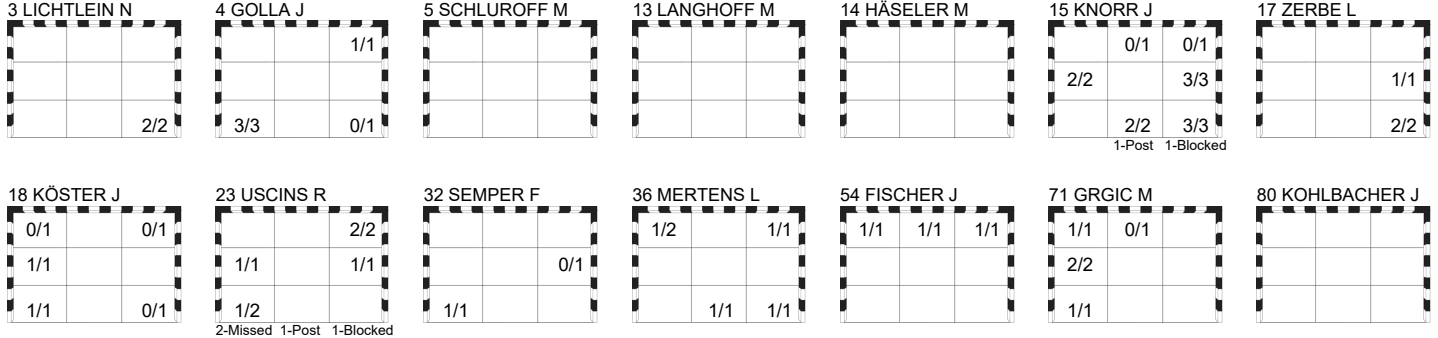 3 LICHTLEIN N 4 GOLLA J 5 SCHLUROFF M 13 LANGHOFF M 14 HÄSELER M 15 KNORR J 17 ZERBE L
1/1 0/1 0/1
2/2 3/3 1/1
2/2 3/3 0/1 2/2 3/3 2/2
1-Post 1-Blocked
18 KÖSTER J 23 USCINS R 32 SEMPER F 36 MERTENS L 54 FISCHER J 71 GRGIC M 80 KOHLBACHER J
0/1 0/1 2/2 1/2 1/1 1/1 1/1 1/1 1/1 0/1
1/1 1/1 1/1 0/1 2/2
1/1 0/1 1/2 1/1 1/1 1/1 1/1
2-Missed 1-Post 1-Blocked